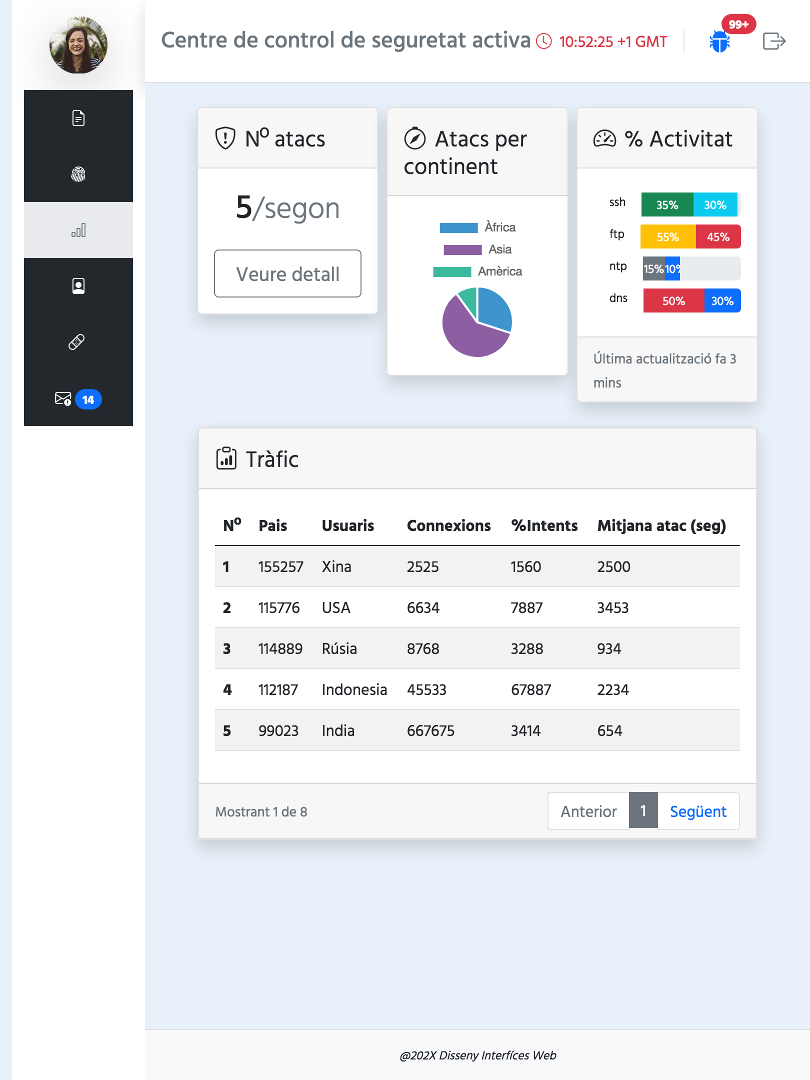 Centre de control de seguretat activa 10:52:25 +1 GMT 99+
14
Nº atacs
5/segon
Veure detall
Atacs per
continent
Àfrica
Asia
Amèrica
% Activitat
ssh 35% 30%
ftp 55% 45%
ntp 15% 10%
dns 50% 30%
Última actualització fa 3
mins
Tràfic
Nº Pais Usuaris Connexions %Intents Mitjana atac (seg)
1 155257 Xina 2525 1560 2500
2 115776 USA 6634 7887 3453
3 114889 Rúsia 8768 3288 934
4 112187 Indonesia 45533 67887 2234
5 99023 India 667675 3414 654
Mostrant 1 de 8 Anterior 1 Següent
@202X Disseny Interfíces Web